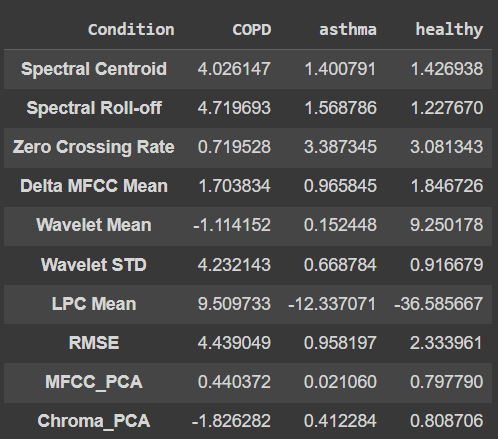 Condition COPD asthma healthy
Spectral Centroid 4.026147 1.400791 1.426938
Spectral Roll-off 4.719693 1.568786 1.227670
Zero Crossing Rate 0.719528 3.387345 3.081343
Delta MFCC Mean 1.703834 0.965845 1.846726
Wavelet Mean -1.114152 0.152448 9.250178
Wavelet STD 4.232143 0.668784 0.916679
LPC Mean 9.509733 -12.337071 -36.585667
RMSE 4.439049 0.958197 2.333961
MFCC_PCA 0.440372 0.021060 0.797790
Chroma_PCA -1.826282 0.412284 0.808706